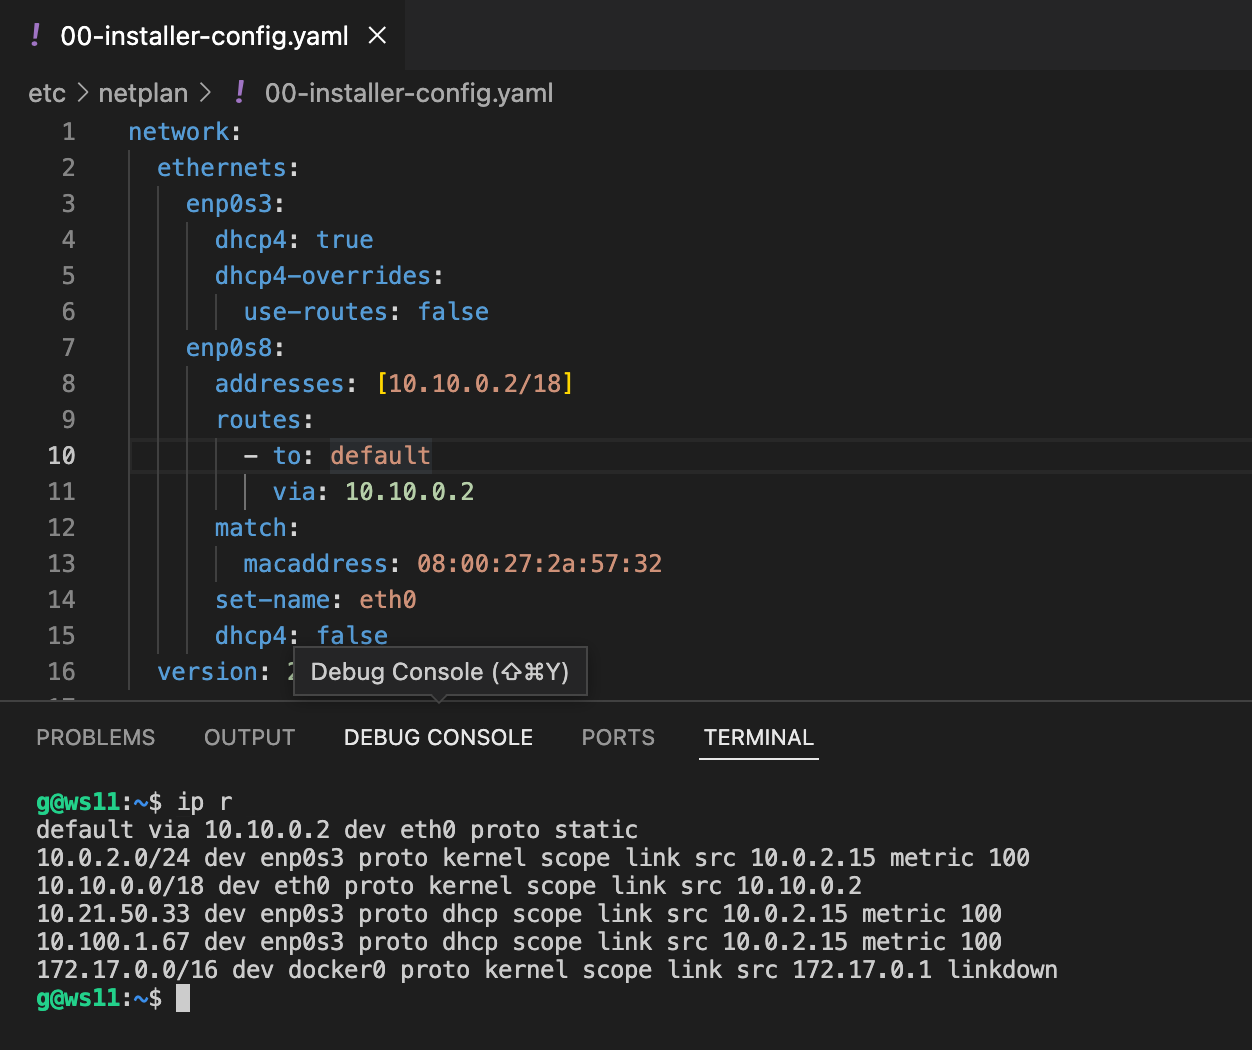 ! 00-installer-config.yaml ×
etc > netplan > ! 00-installer-config.yaml
1 network:
2 ethernets:
3 enp0s3:
4 dhcp4: true
5 dhcp4-overrides:
6 use-routes: false
7 enp0s8:
8 addresses: [10.10.0.2/18]
9 routes:
10 - to: default
11 via: 10.10.0.2
12 match:
13 macaddress: 08:00:27:2a:57:32
14 set-name: eth0
15 dhcp4: false
16 version: 2
Debug Console (⇧⌘Y)
PROBLEMS OUTPUT DEBUG CONSOLE PORTS TERMINAL
g@ws11:~$ ip r
default via 10.10.0.2 dev eth0 proto static
10.0.2.0/24 dev enp0s3 proto kernel scope link src 10.0.2.15 metric 100
10.10.0.0/18 dev eth0 proto kernel scope link src 10.10.0.2
10.21.50.33 dev enp0s3 proto dhcp scope link src 10.0.2.15 metric 100
10.100.1.67 dev enp0s3 proto dhcp scope link src 10.0.2.15 metric 100
172.17.0.0/16 dev docker0 proto kernel scope link src 172.17.0.1 linkdown
g@ws11:~$